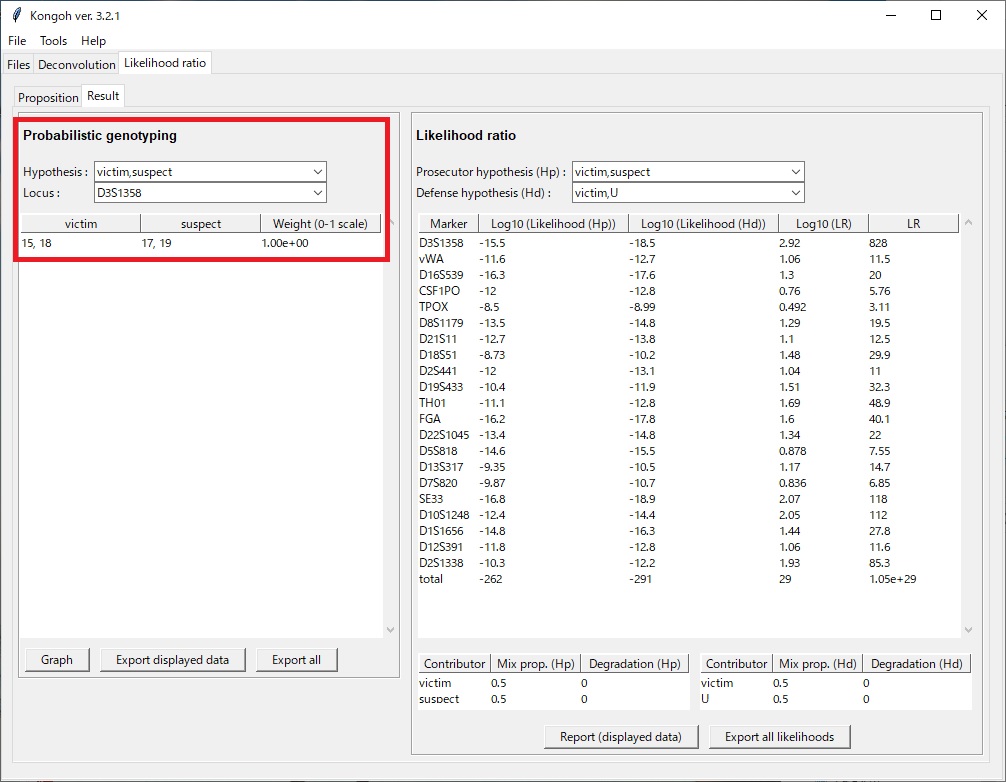 Kongoh ver. 3.2.1
File Tools Help
Files Deconvolution Likelihood ratio
Proposition Result
Probabilistic genotyping
Hypothesis : victim,suspect
Locus : D3S1358
victim suspect Weight (0-1 scale)
15, 18 17, 19 1.00e+00
Graph Export displayed data Export all
Likelihood ratio
Prosecutor hypothesis (Hp) : victim,suspect
Defense hypothesis (Hd) : victim,U
Marker Log10 (Likelihood (Hp)) Log10 (Likelihood (Hd)) Log10 (LR) LR
D3S1358 -15.5 -18.5 2.92 828
vWA -11.6 -12.7 1.06 11.5
D16S539 -16.3 -17.6 1.3 20
CSF1PO -12 -12.8 0.76 5.76
TPOX -8.5 -8.99 0.492 3.11
D8S1179 -13.5 -14.8 1.29 19.5
D21S11 -12.7 -13.8 1.1 12.5
D18S51 -8.73 -10.2 1.48 29.9
D2S441 -12 -13.1 1.04 11
D19S433 -10.4 -11.9 1.51 32.3
TH01 -11.1 -12.8 1.69 48.9
FGA -16.2 -17.8 1.6 40.1
D22S1045 -13.4 -14.8 1.34 22
D5S818 -14.6 -15.5 0.878 7.55
D13S317 -9.35 -10.5 1.17 14.7
D7S820 -9.87 -10.7 0.836 6.85
SE33 -16.8 -18.9 2.07 118
D10S1248 -12.4 -14.4 2.05 112
D1S1656 -14.8 -16.3 1.44 27.8
D12S391 -11.8 -12.8 1.06 11.6
D2S1338 -10.3 -12.2 1.93 85.3
total -262 -291 29 1.05e+29
Contributor Mix prop. (Hp) Degradation (Hp)
victim 0.5 0
suspect 0.5 0
Contributor Mix prop. (Hd) Degradation (Hd)
victim 0.5 0
U 0.5 0
Report (displayed data) Export all likelihoods